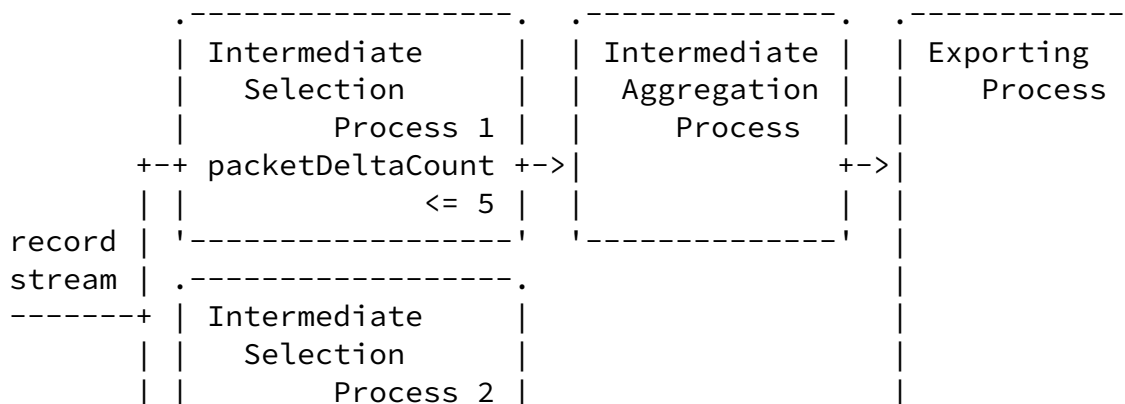 .------------------. .--------------. .------------
| Intermediate | | Intermediate | | Exporting
| Selection | | Aggregation | | Process
| Process 1 | | Process | |
+-+ packetDeltaCount +->| +->|
| | <= 5 | | | |
record | '------------------' '--------------' |
stream | .------------------. |
-------+ | Intermediate | |
| | Selection | |
| | Process 2 | |